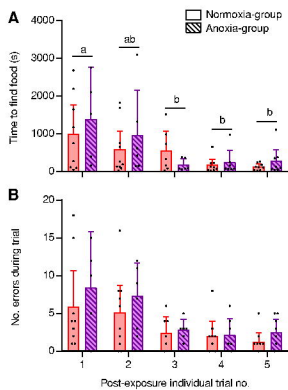 A
Normoxia-group
Anoxia-group
Time to find food (s)
4000
3000
2000
1000
0
a
ab
b
b
b
B
No. errors during trial
20
15
10
5
0
1 2 3 4 5
Post-exposure individual trial no.